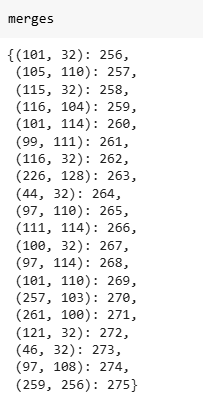 merges
{(101, 32): 256,
(105, 110): 257,
(115, 32): 258,
(116, 104): 259,
(101, 114): 260,
(99, 111): 261,
(116, 32): 262,
(226, 128): 263,
(44, 32): 264,
(97, 110): 265,
(111, 114): 266,
(100, 32): 267,
(97, 114): 268,
(101, 110): 269,
(257, 103): 270,
(261, 100): 271,
(121, 32): 272,
(46, 32): 273,
(97, 108): 274,
(259, 256): 275}